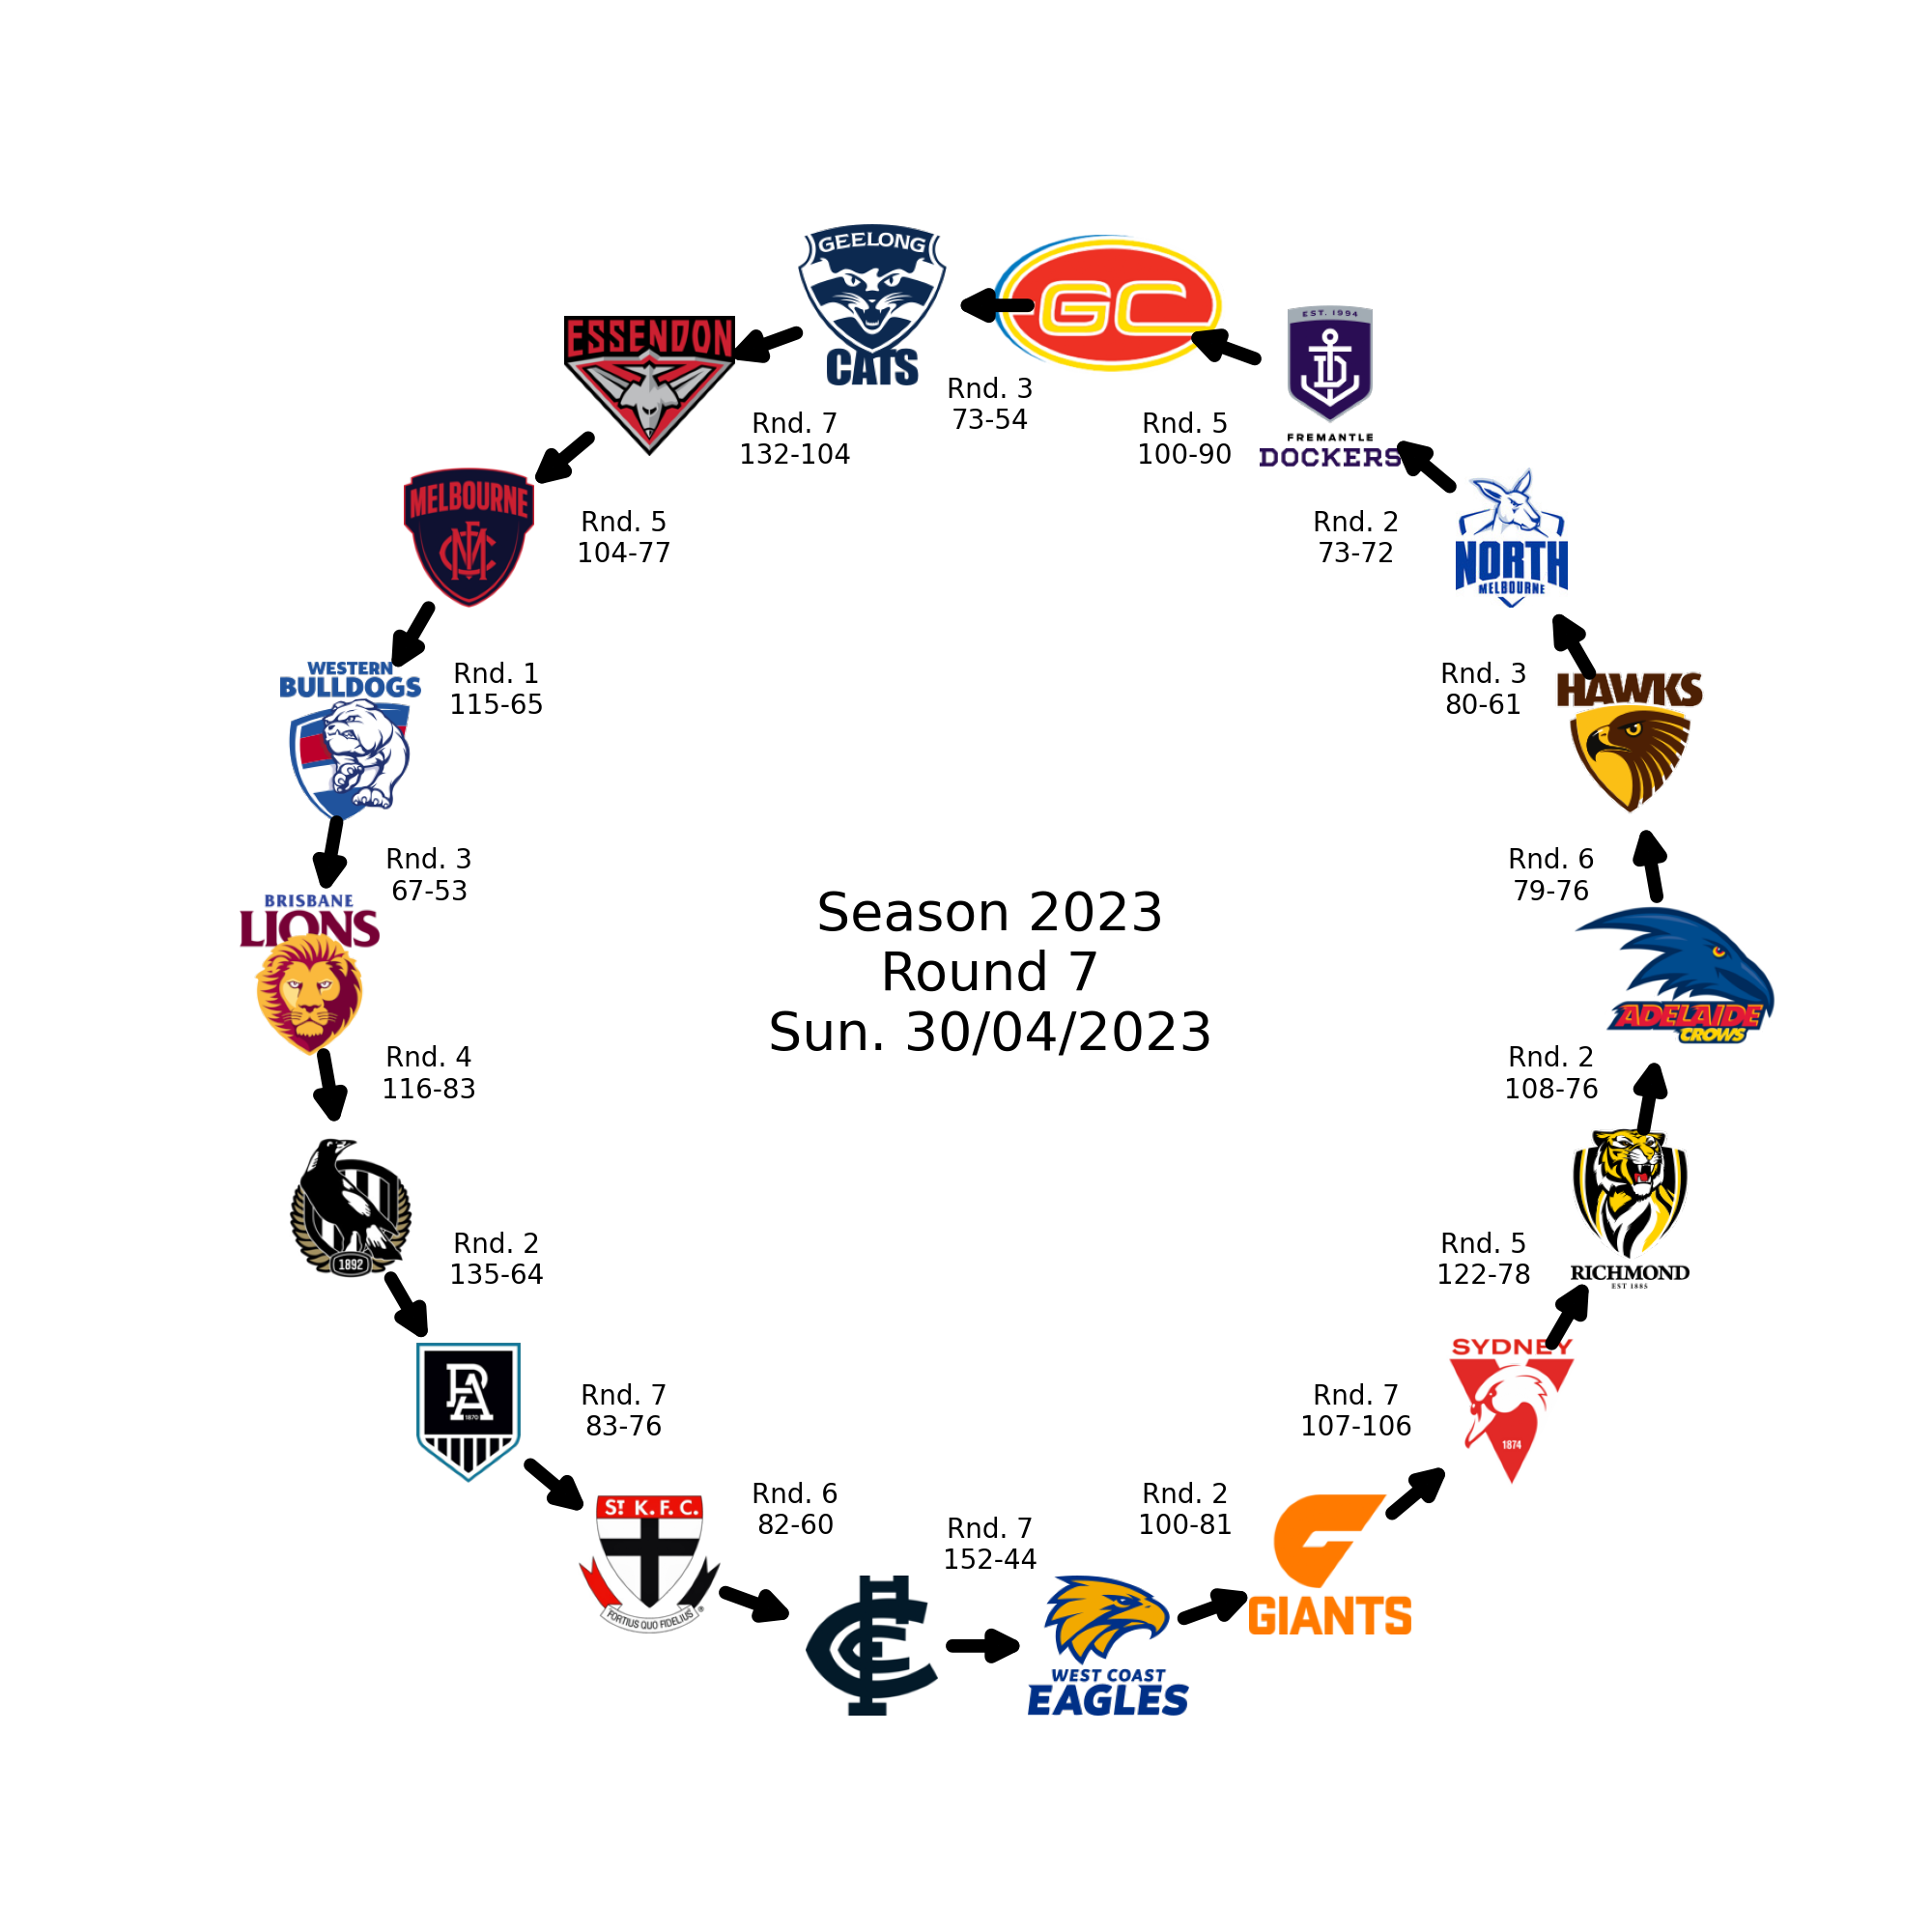 GEELONG
CATS
GC
EST. 1994
FREMANTLE
DOCKERS
ESSENDON
Rnd. 3
73-54
Rnd. 7
132-104
Rnd. 5
100-90
MELBOURNE
MFC
Rnd. 5
104-77
Rnd. 2
73-72
NORTH
MELBOURNE
WESTERN
BULLDOGS
Rnd. 1
115-65
Rnd. 3
80-61
HAWKS
Rnd. 3
67-53
Rnd. 6
79-76
BRISBANE
LIONS
Season 2023
Round 7
Sun. 30/04/2023
ADELAIDE
CROWS
Rnd. 4
116-83
Rnd. 2
108-76
1892
Rnd. 2
135-64
Rnd. 5
122-78
RICHMOND
EST 1885
PA
1870
Rnd. 7
83-76
Rnd. 7
107-106
SYDNEY
1874
ST K. F. C.
FORTIUS QUO FIDELIUS
®
Rnd. 6
82-60
Rnd. 7
152-44
Rnd. 2
100-81
G
GIANTS
CFC
WEST COAST
EAGLES